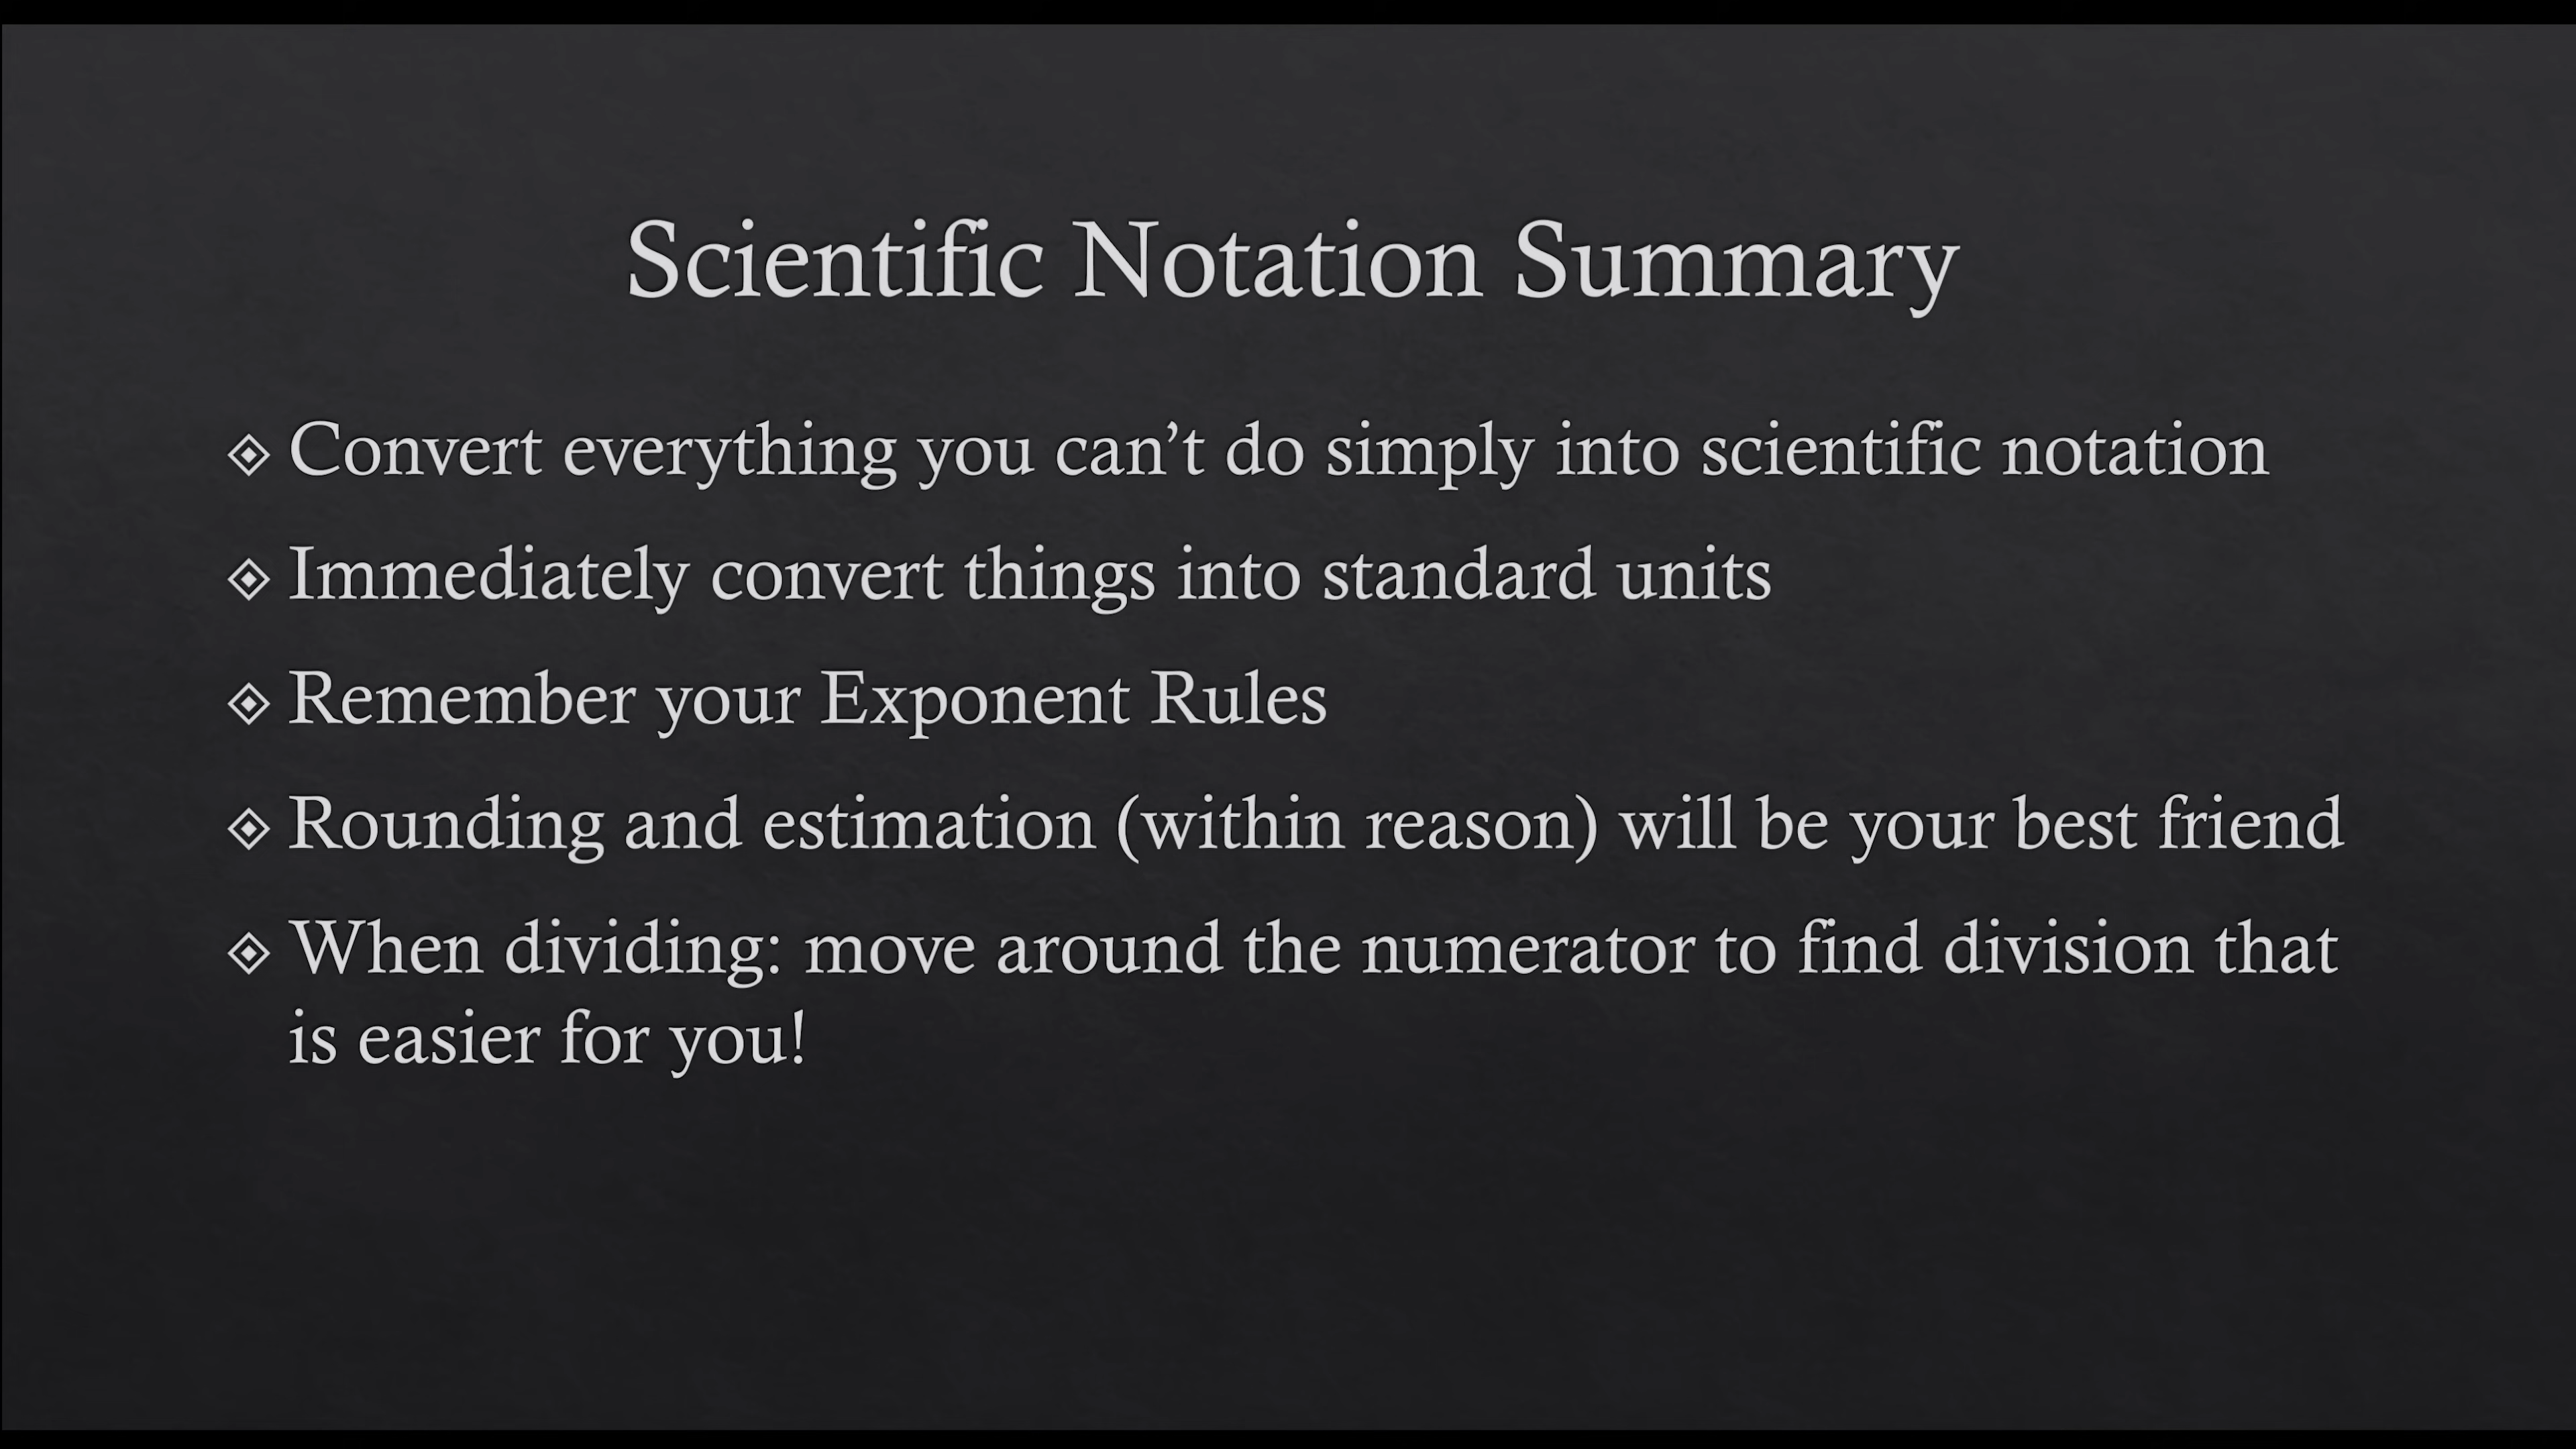 Scientific Notation Summary
Convert everything you can’t do simply into scientific notation
Immediately convert things into standard units
Remember your Exponent Rules
Rounding and estimation (within reason) will be your best friend
When dividing: move around the numerator to find division that
is easier for you!